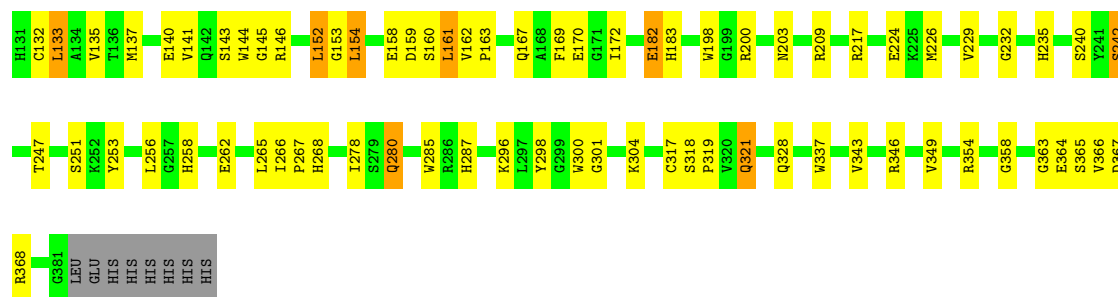 H131 C132 L133 A134 V135 T136 M137 E140 V141 Q142 S143 W144 G145 R146 L152 G153 L154 E158 D159 S160 L161 V162 P163 Q167 A168 F169 E170 G171 I172 E182 H183 W198 G199 R200 N203 R209 R217 E224 K225 M226 V229 G232 H235 S240 Y241 S242
T247 S251 K252 Y253 L256 G257 H258 E262 L265 I266 P267 H268 I278 S279 Q280 W285 R286 H287 K296 L297 Y298 G299 W300 G301 K304 C317 S318 P319 V320 Q321 Q328 W337 V343 R346 V349 R354 G358 G363 E364 S365 V366 D367
R368 G381 LEU GLU HIS HIS HIS HIS HIS HIS